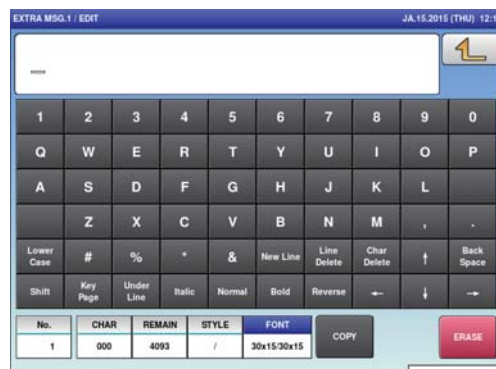 EXTRA MSG.1 / EDIT JA.15.2015 (THU) 12:1
1 2 3 4 5 6 7 8 9 0
Q W E R T Y U I O P
A S D F G H J K L
Z X C V B N M , .
Lower Case # % * & New Line Line Delete Char Delete ↑ Back Space
Shift Key Page Under Line Italic Normal Bold Reverse ← ↓ →
No. CHAR REMAIN STYLE FONT COPY ERASE
1 000 4093 / 30x15/30x15